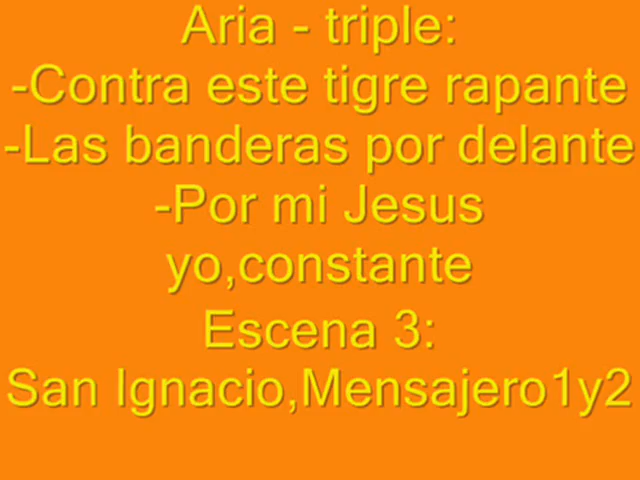 Aria - triple:
-Contra este tigre rapante
-Las banderas por delante
-Por mi Jesus
yo,constante
Escena 3:
San Ignacio,Mensajero1y2